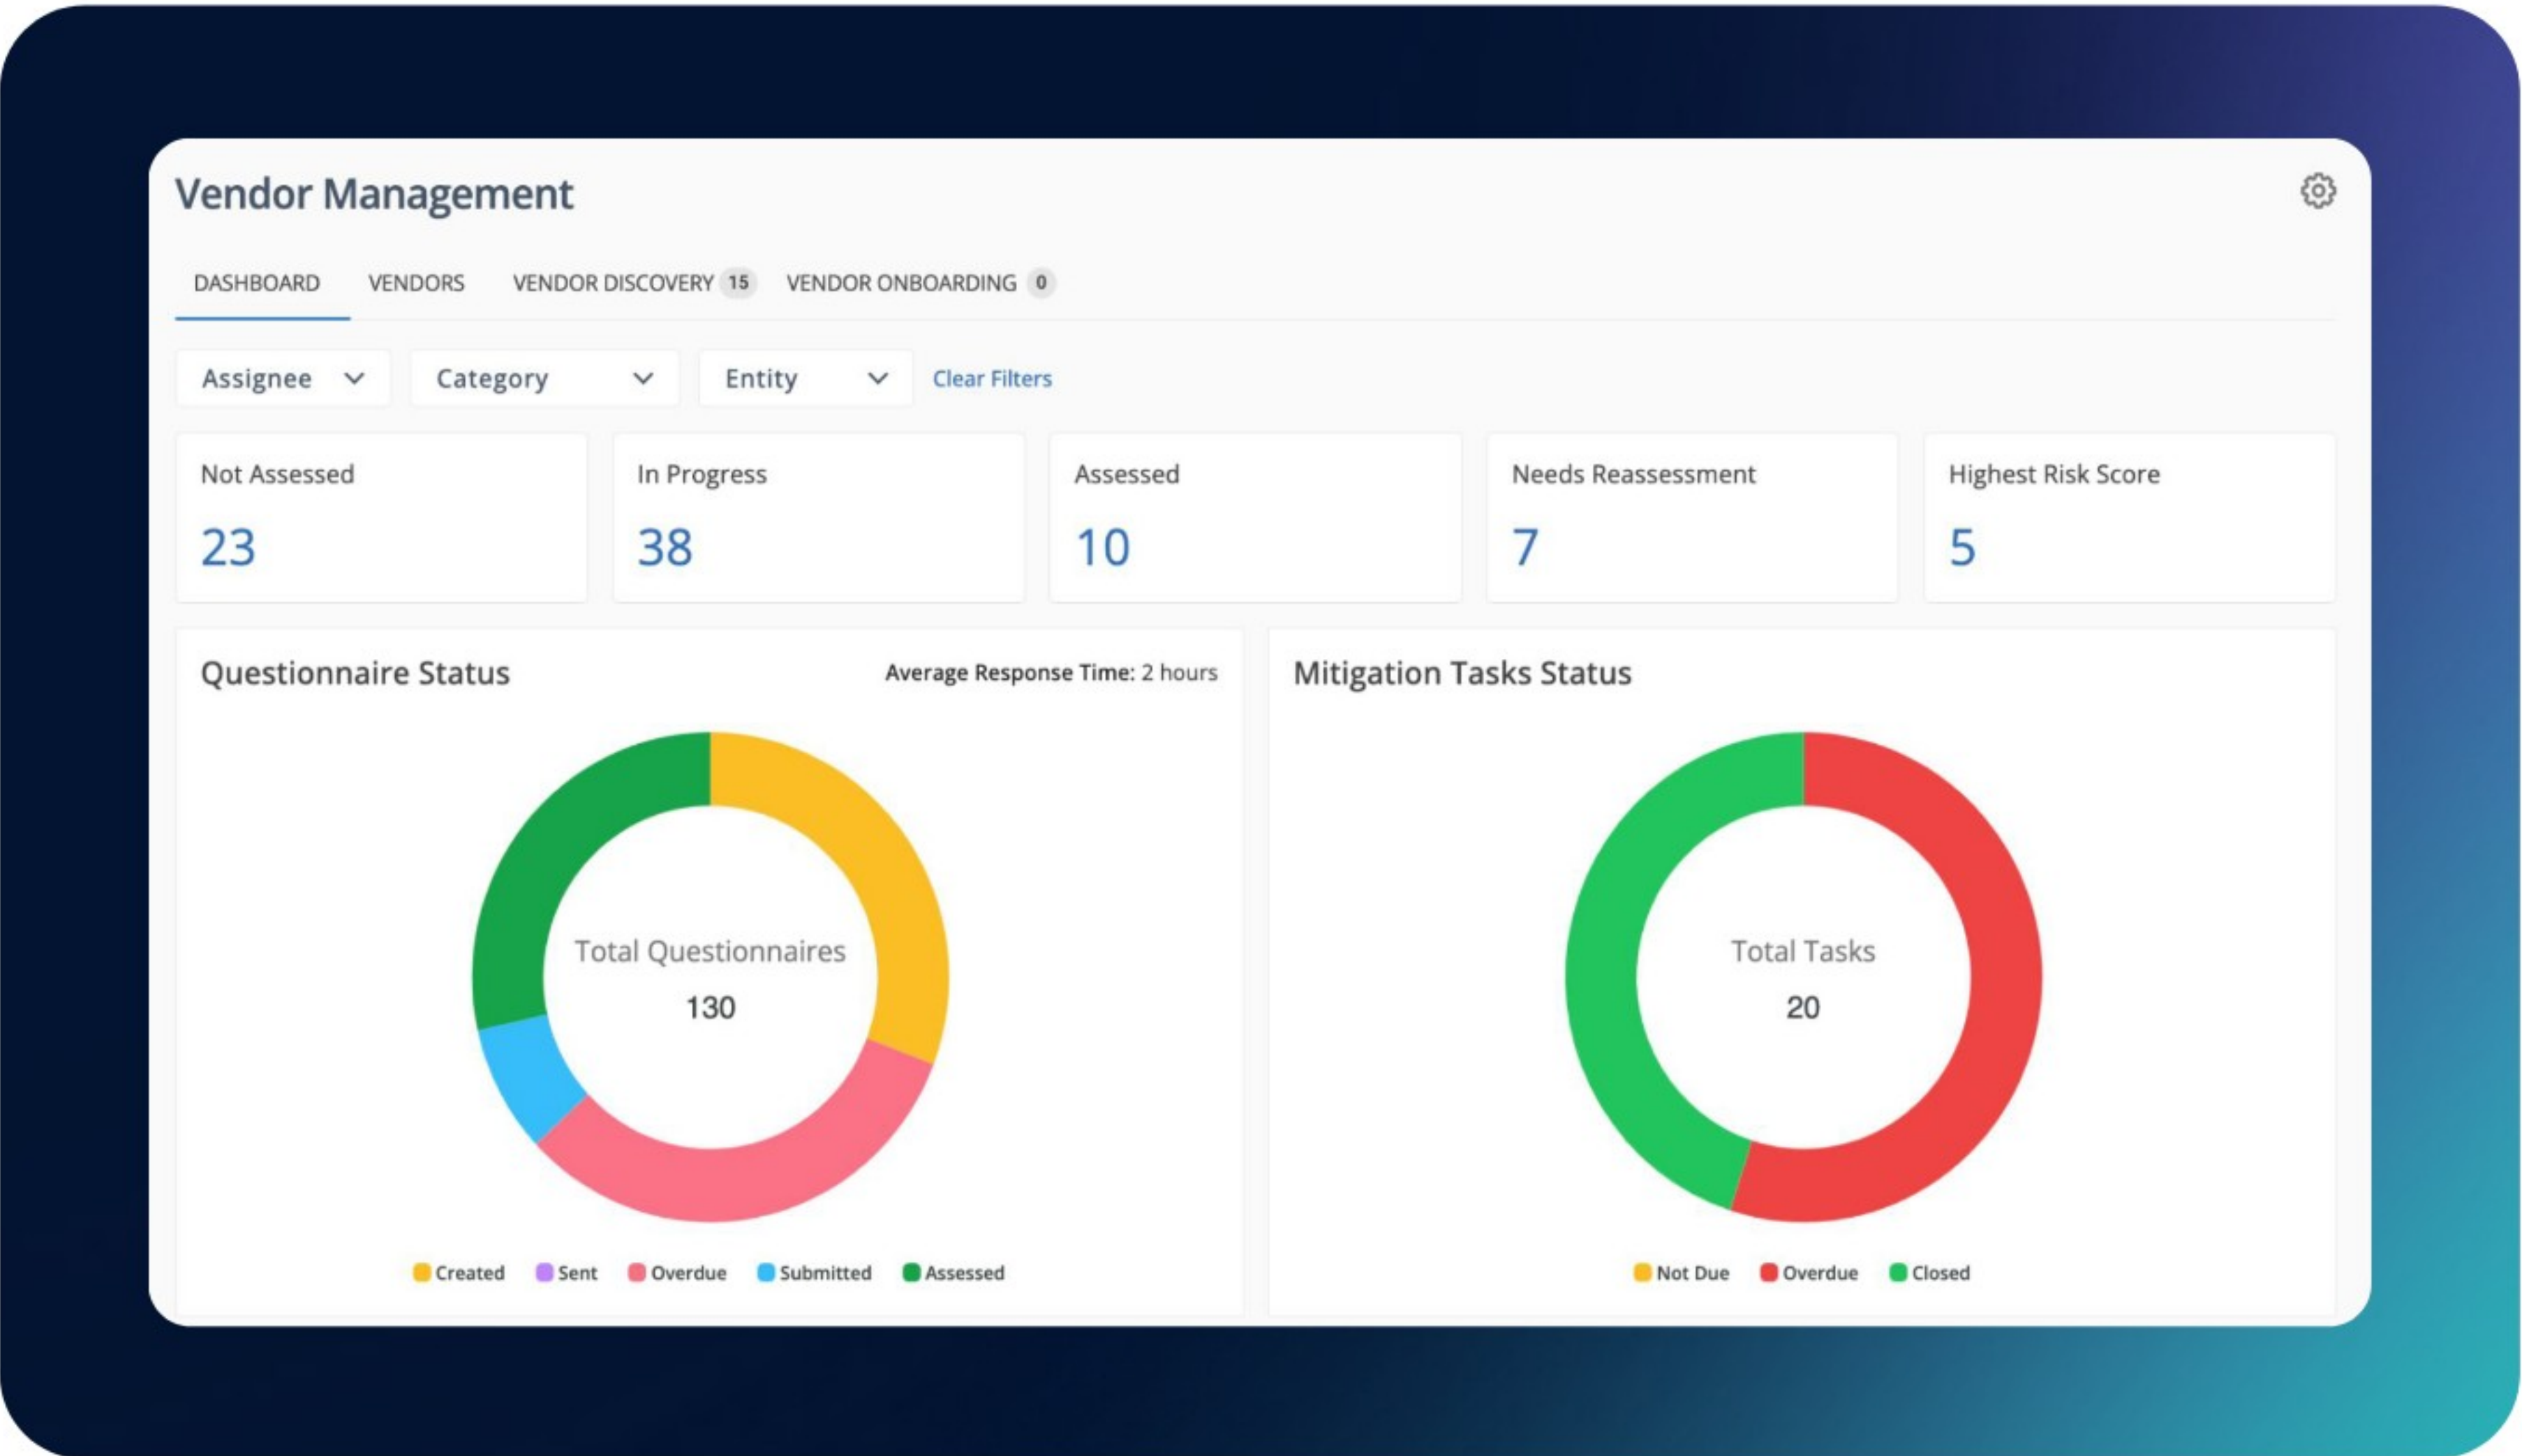 Vendor Management
DASHBOARD VENDORS VENDOR DISCOVERY 15 VENDOR ONBOARDING 0
Assignee Category Entity Clear Filters
Not Assessed In Progress Assessed Needs Reassessment Highest Risk Score
23 38 10 7 5
Questionnaire Status Average Response Time: 2 hours
Total Questionnaires
130
Created Sent Overdue Submitted Assessed
Mitigation Tasks Status
Total Tasks
20
Not Due Overdue Closed